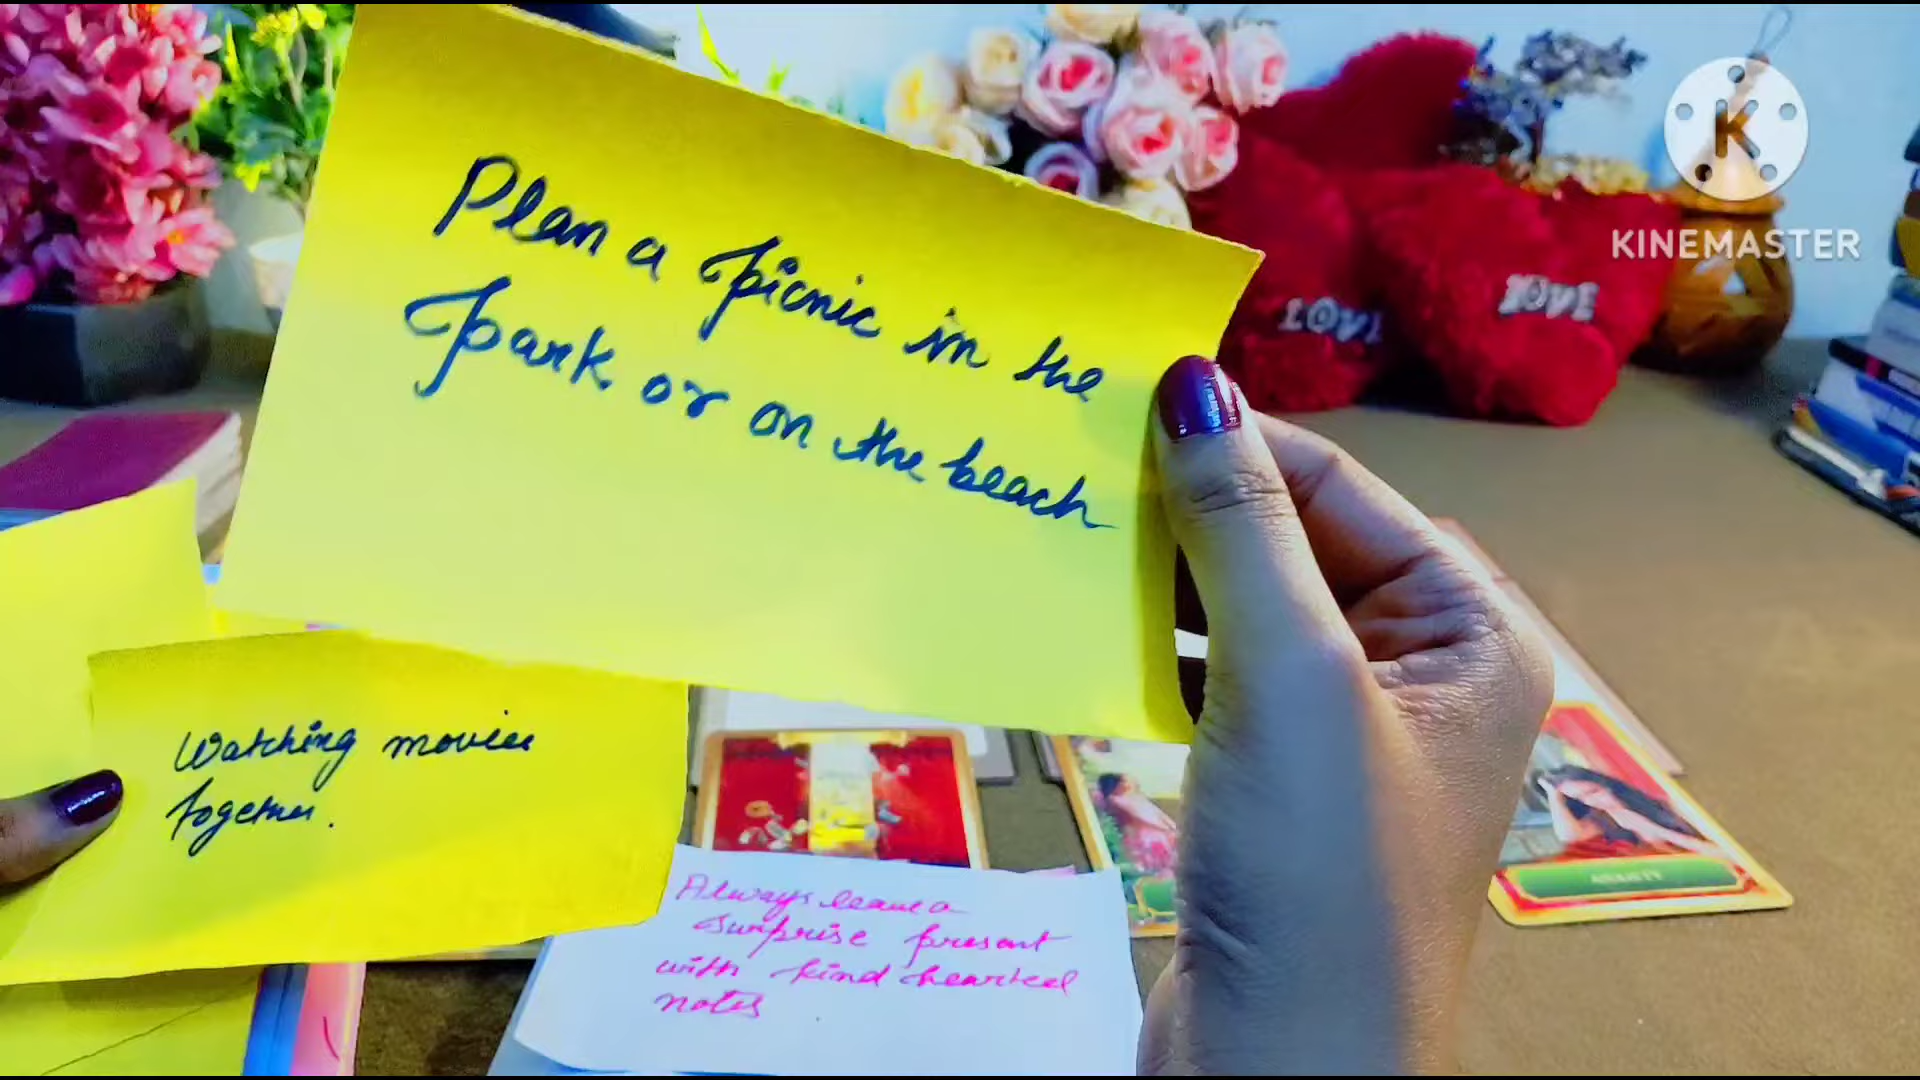 Plan a picnic in the
park or on the beach
KINEMASTER
LOVE
LOVE
Watching movies
together.
Always leave a
surprise present
with kind hearted
notes